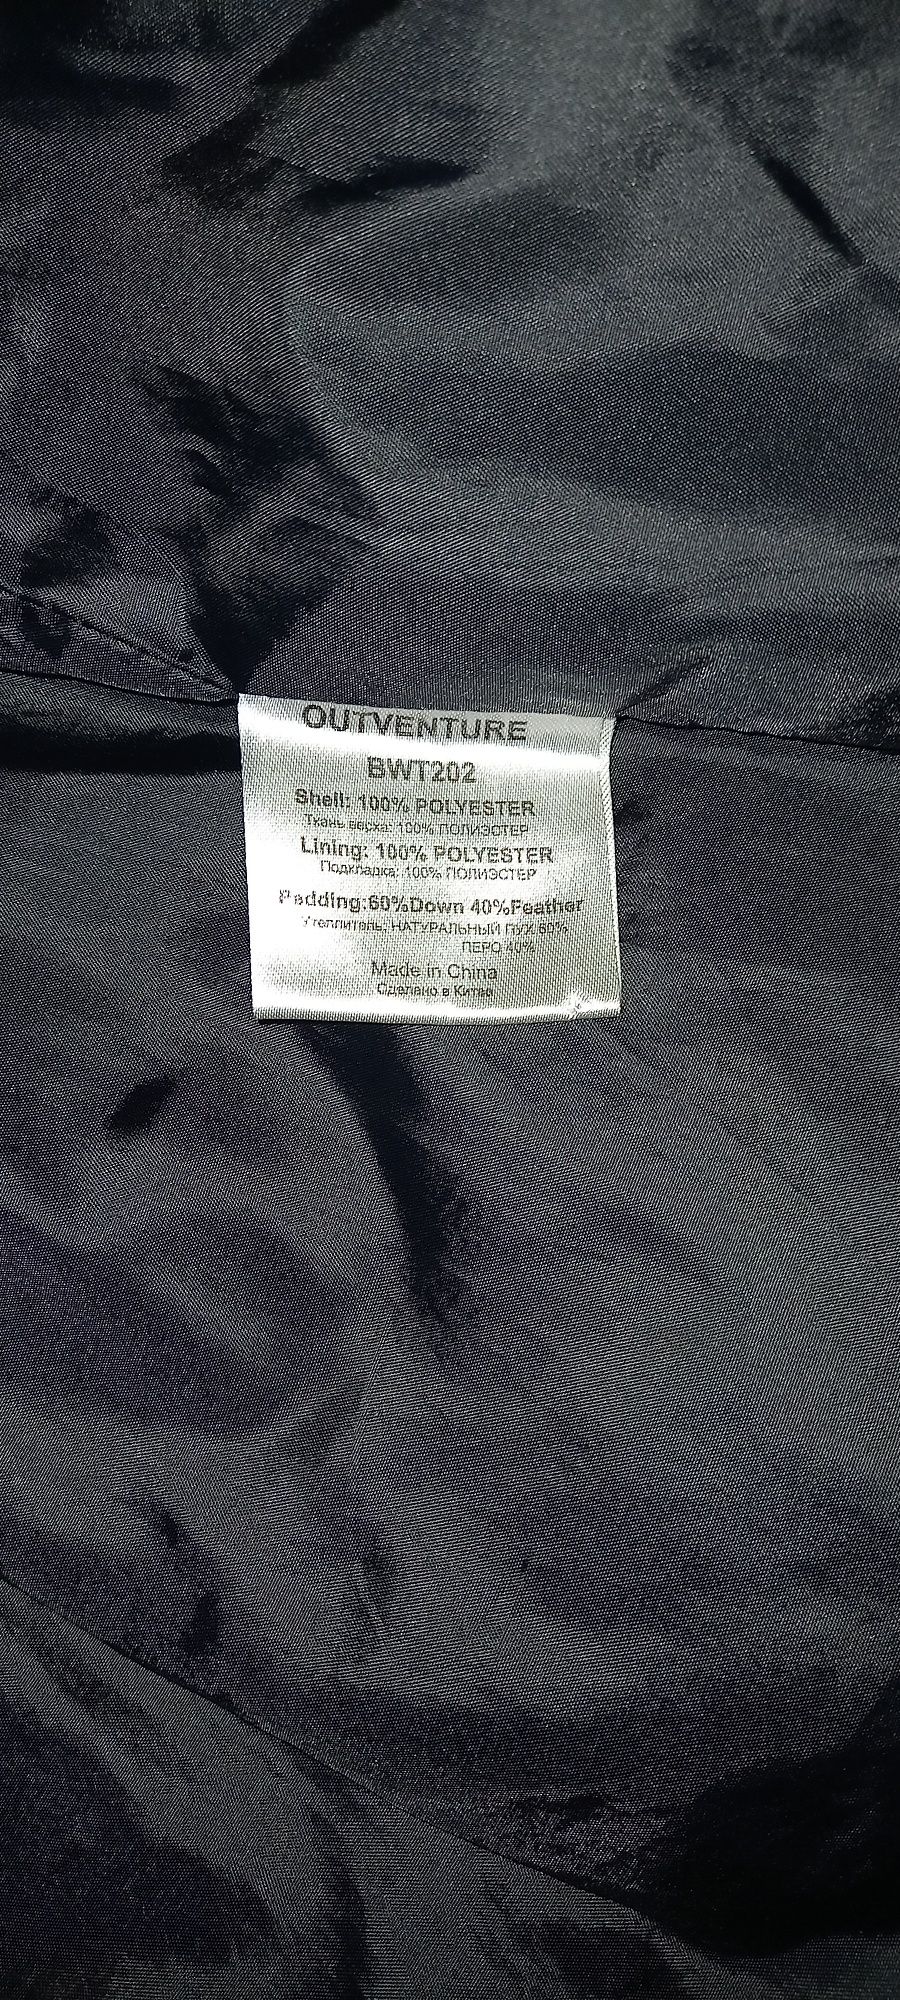 OUTVENTURE
BWT202
Shell: 100% POLYESTER
Ткань верха: 100% ПОЛИЭСТЕР
Lining: 100% POLYESTER
Подкладка: 100% ПОЛИЭСТЕР
Padding:60%Down 40%Feather
Утеплитель: НАТУРАЛЬНЫЙ ПУХ 60%
ПЕРО 40%
Made in China
Сделано в Китае